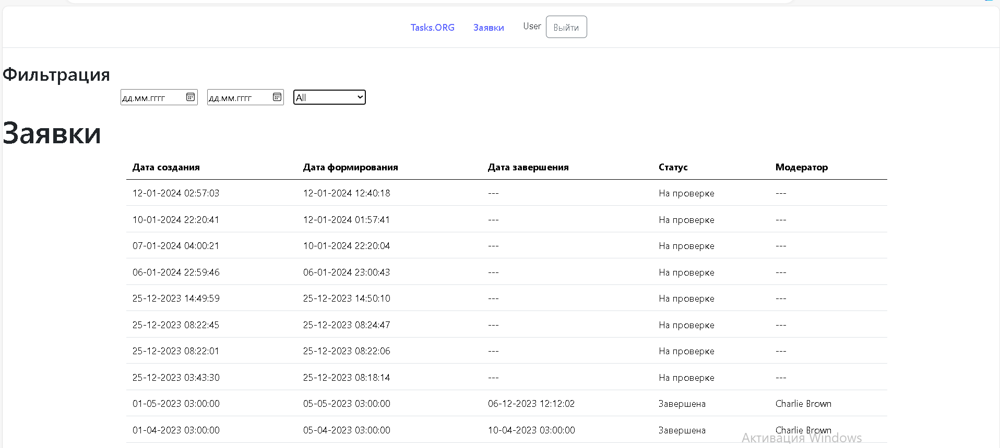 Tasks.ORG Заявки User Выйти
Фильтрация
дд.мм.гггг дд.мм.гггг All
Заявки
Дата создания Дата формирования Дата завершения Статус Модератор
12-01-2024 02:57:03 12-01-2024 12:40:18 --- На проверке ---
10-01-2024 22:20:41 12-01-2024 01:57:41 --- На проверке ---
07-01-2024 04:00:21 10-01-2024 22:20:04 --- На проверке ---
06-01-2024 22:59:46 06-01-2024 23:00:43 --- На проверке ---
25-12-2023 14:49:59 25-12-2023 14:50:10 --- На проверке ---
25-12-2023 08:22:45 25-12-2023 08:24:47 --- На проверке ---
25-12-2023 08:22:01 25-12-2023 08:22:06 --- На проверке ---
25-12-2023 03:43:30 25-12-2023 08:18:14 --- На проверке ---
01-05-2023 03:00:00 05-05-2023 03:00:00 06-12-2023 12:12:02 Завершена Charlie Brown
01-04-2023 03:00:00 05-04-2023 03:00:00 10-04-2023 03:00:00 Завершена Charlie Brown
Активация Windows